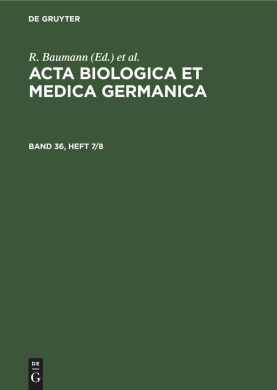 DE GRUYTER
R. Baumann (Ed.) et al.
ACTA BIOLOGICA ET
MEDICA GERMANICA
BAND 36, HEFT 7/8
DE
G